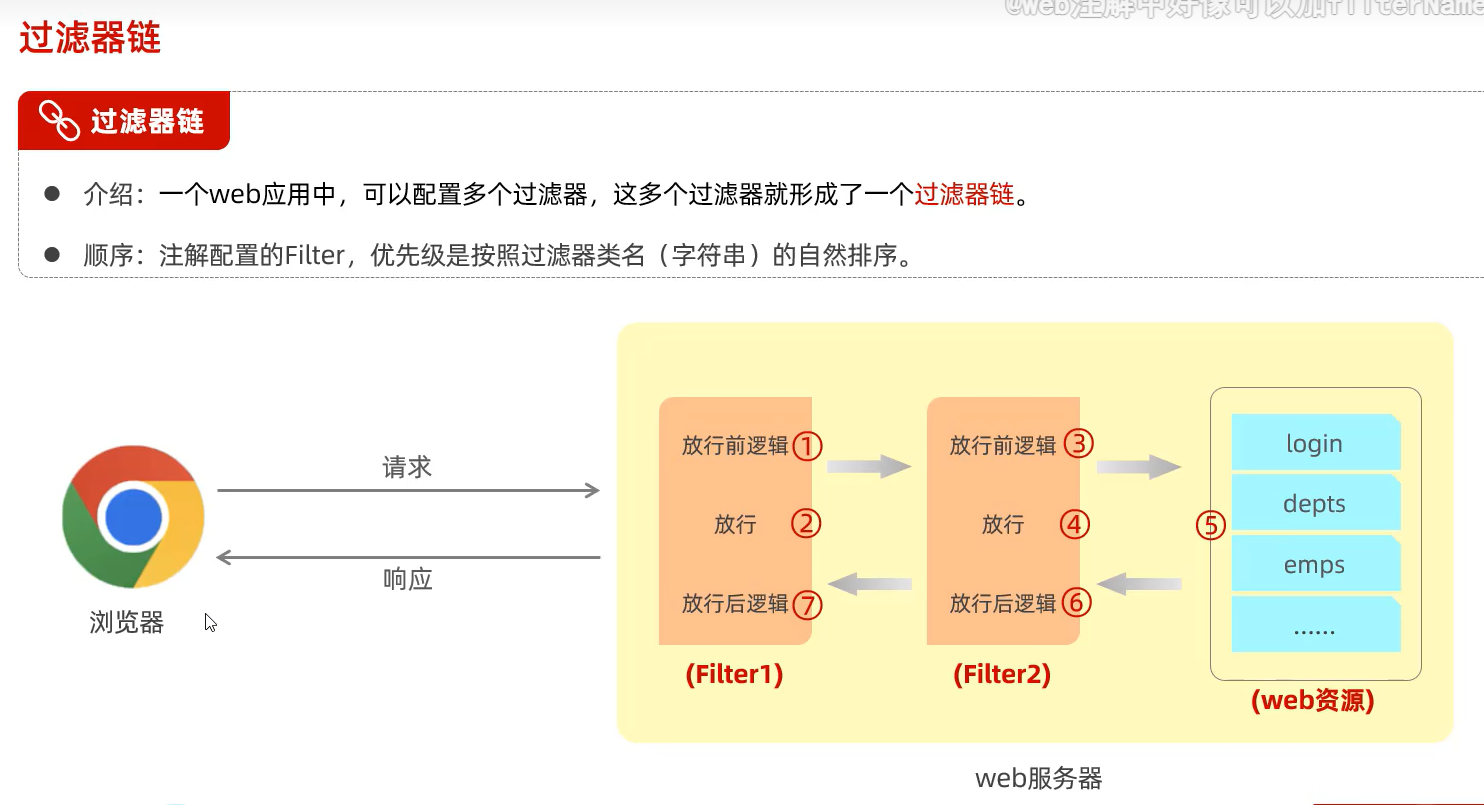 @web注解中好像可以加filterName
过滤器链
过滤器链
● 介绍：一个web应用中，可以配置多个过滤器，这多个过滤器就形成了一个过滤器链。
● 顺序：注解配置的Filter，优先级是按照过滤器类名（字符串）的自然排序。
请求
响应
浏览器
放行前逻辑①
放行 ②
放行后逻辑⑦
(Filter1)
放行前逻辑③
放行 ④
放行后逻辑⑥
(Filter2)
⑤
login
depts
emps
......
(web资源)
web服务器